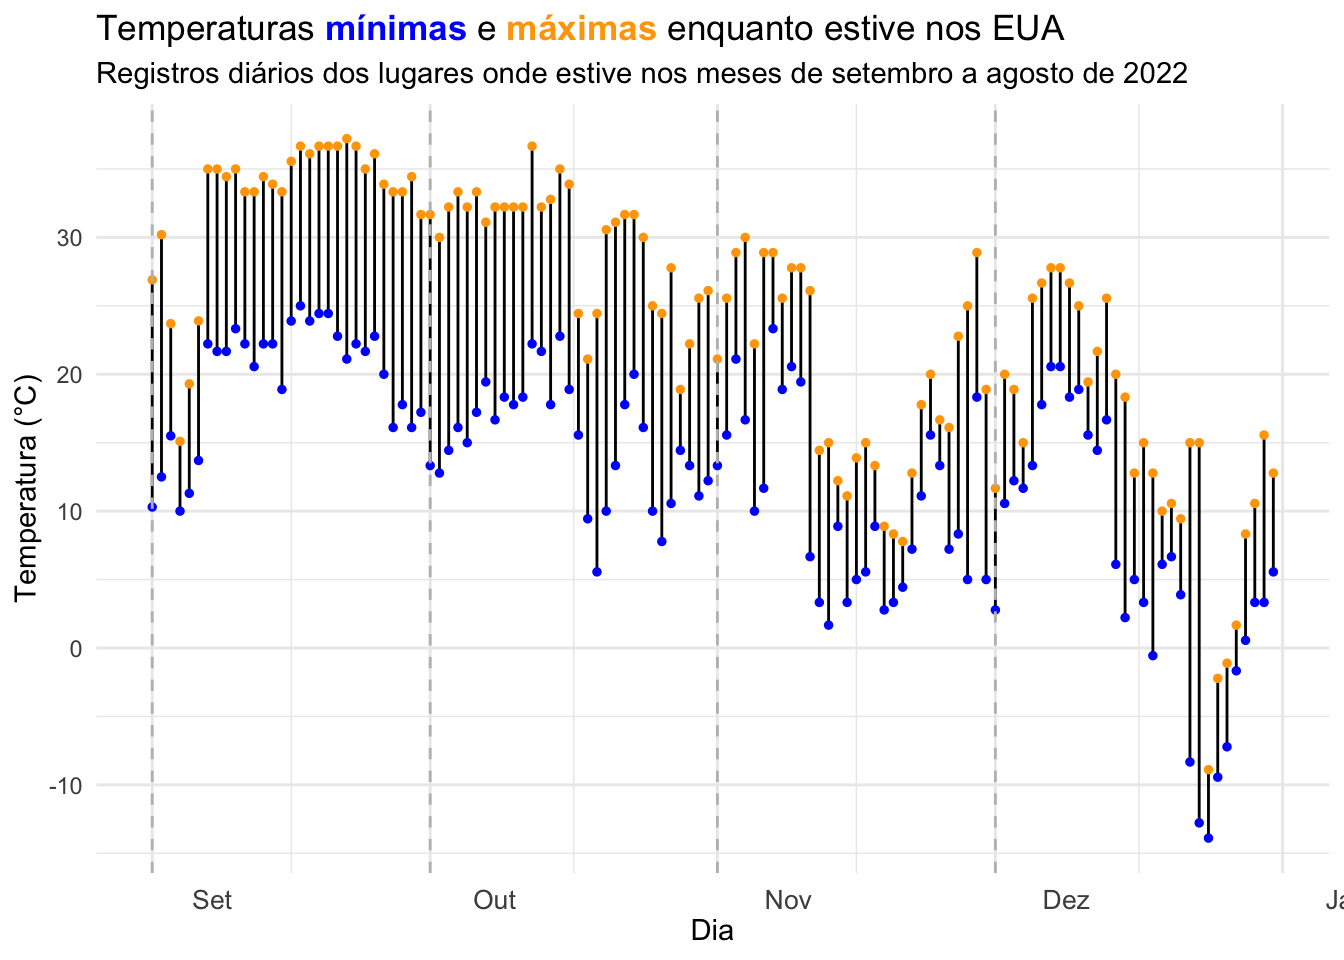 Temperaturas mínimas e máximas enquanto estive nos EUA
Registros diários dos lugares onde estive nos meses de setembro a agosto de 2022
Temperatura (°C)
30
20
10
0
-10
Set Out Nov Dez Ja
Dia